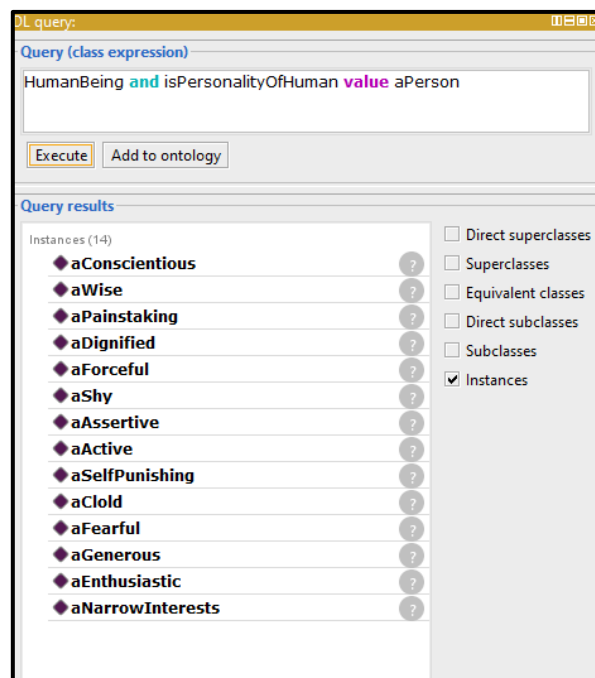 DL query:
Query (class expression)
HumanBeing and isPersonalityOfHuman value aPerson
Execute Add to ontology
Query results
Instances (14)
aConscientious
aWise
aPainstaking
aDignified
aForceful
aShy
aAssertive
aActive
aSelfPunishing
aClold
aFearful
aGenerous
aEnthusiastic
aNarrowInterests
Direct superclasses
Superclasses
Equivalent classes
Direct subclasses
Subclasses
Instances